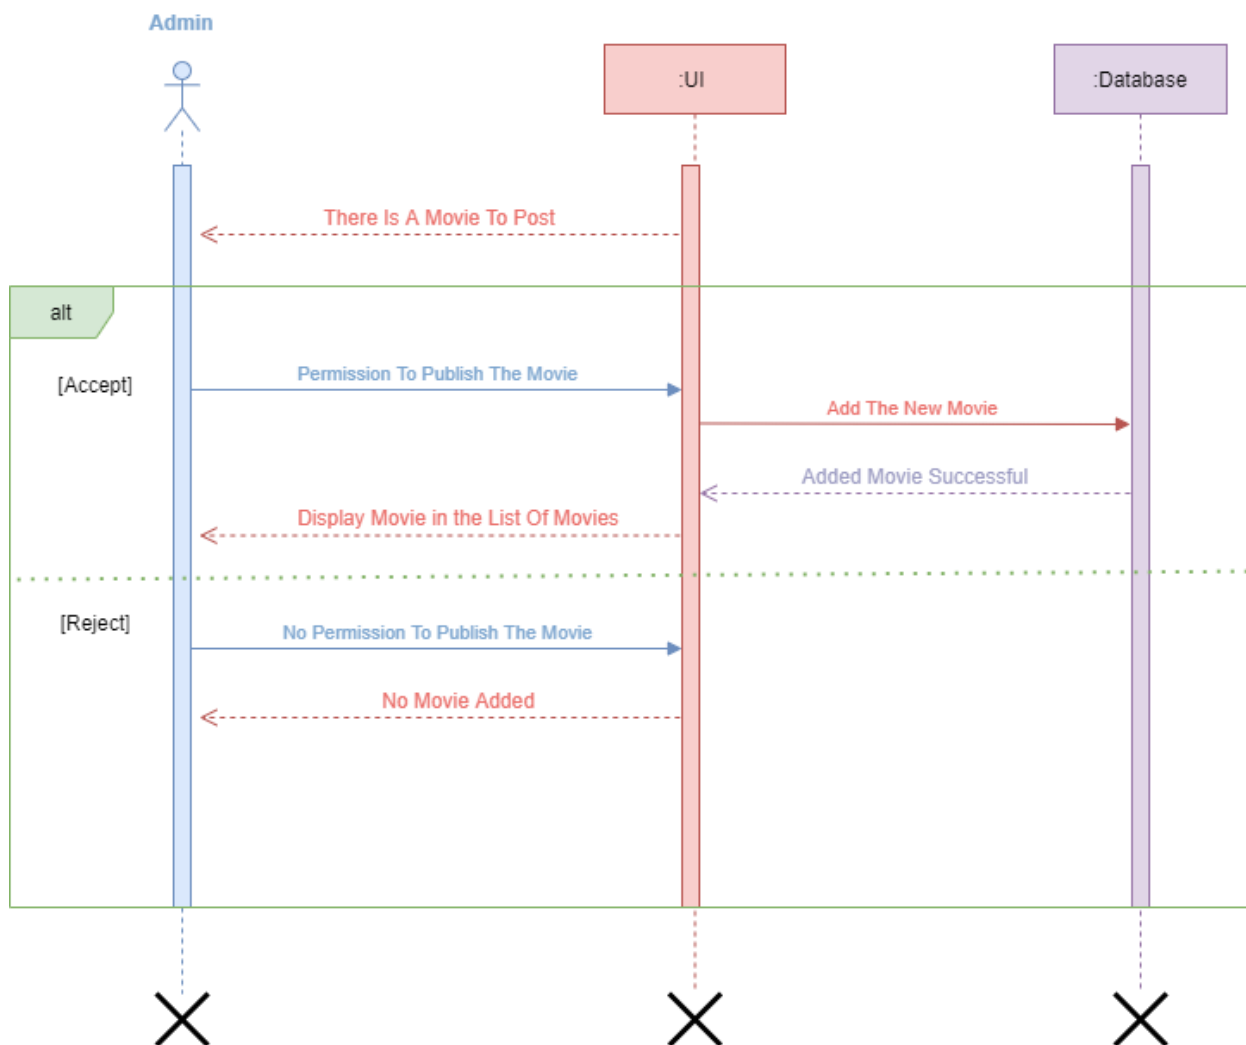 Admin
:UI
:Database
There Is A Movie To Post
alt
[Accept]
Permission To Publish The Movie
Add The New Movie
Added Movie Successful
Display Movie in the List Of Movies
[Reject]
No Permission To Publish The Movie
No Movie Added